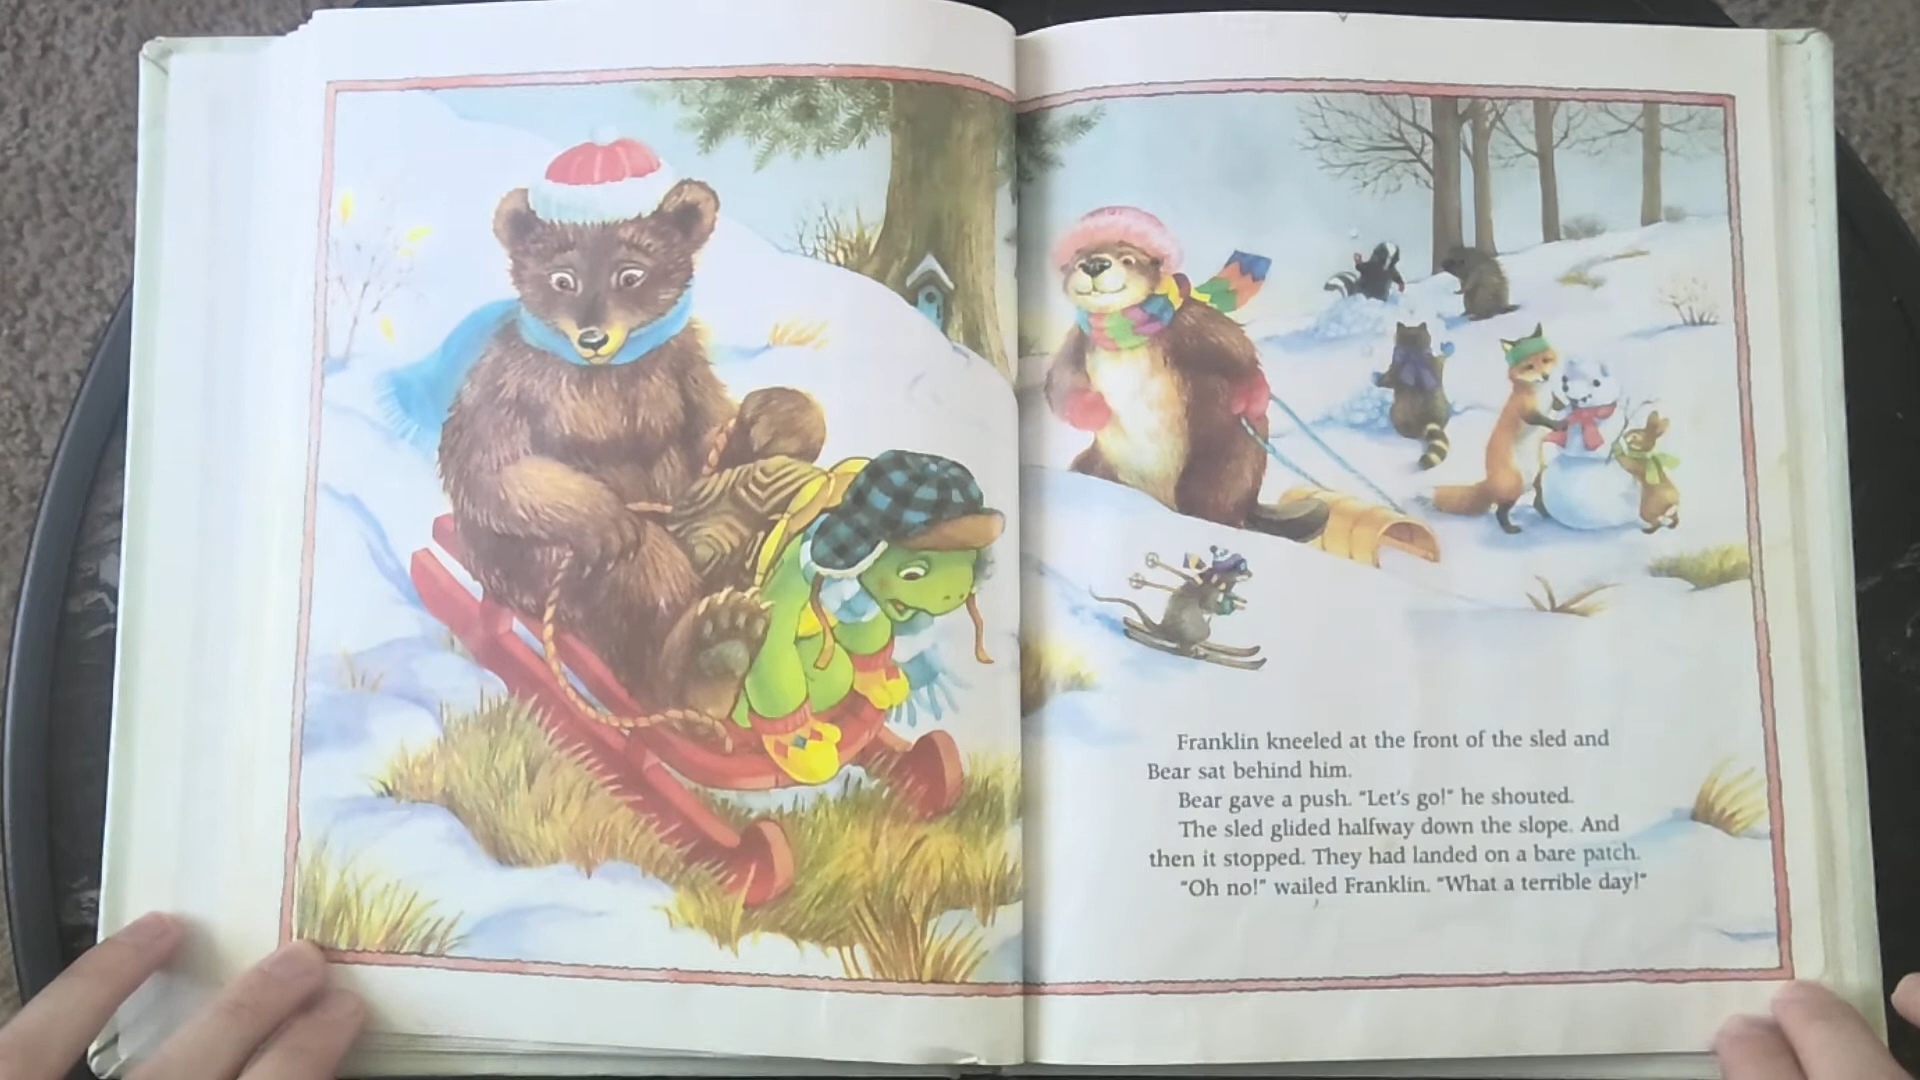 Franklin kneeled at the front of the sled and
Bear sat behind him.
Bear gave a push. "Let's go!" he shouted.
The sled glided halfway down the slope. And
then it stopped. They had landed on a bare patch.
"Oh no!" wailed Franklin. "What a terrible day!"